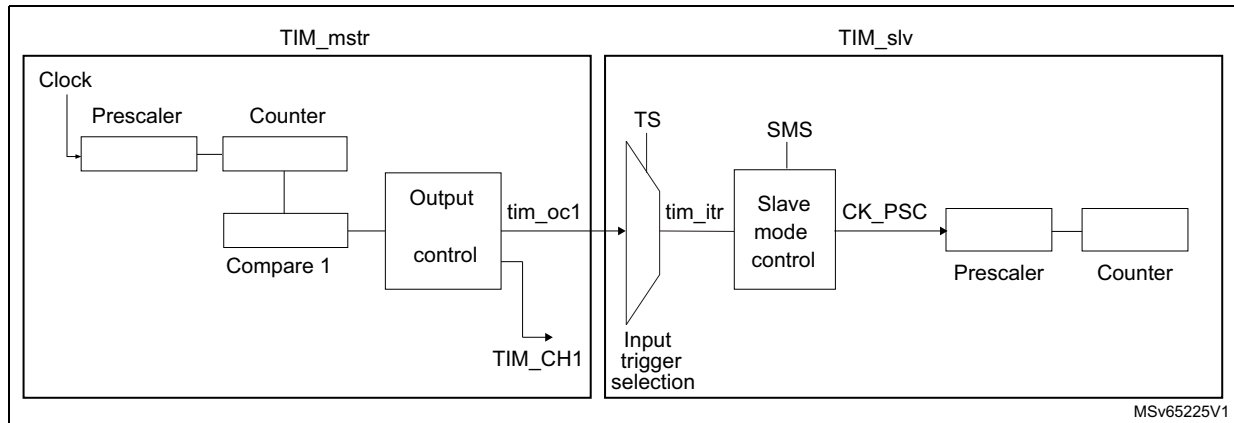 TIM_mstr
TIM_slv
Clock
Prescaler
Counter
Compare 1
Output
control
tim_oc1
TIM_CH1
TS
Input
trigger
selection
tim_itr
SMS
Slave
mode
control
CK_PSC
Prescaler
Counter
MSv65225V1